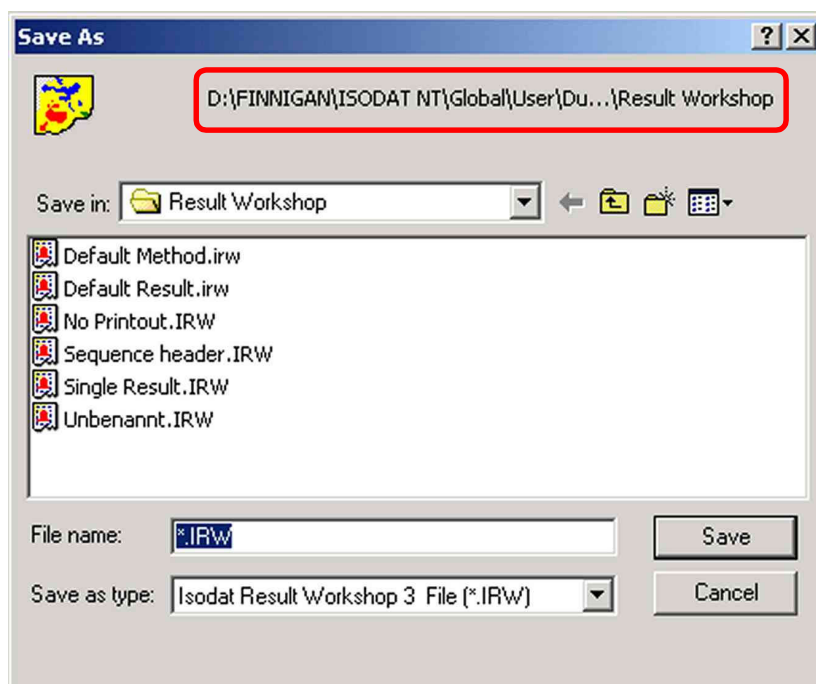 Save As
D:\FINNIGAN\ISODAT NT\Global\User\Du...\Result Workshop
Save in: Result Workshop
Default Method.irw
Default Result.irw
No Printout.IRW
Sequence header.IRW
Single Result.IRW
Unbenannt.IRW
File name: *.IRW Save
Save as type: Isodat Result Workshop 3 File (*.IRW) Cancel